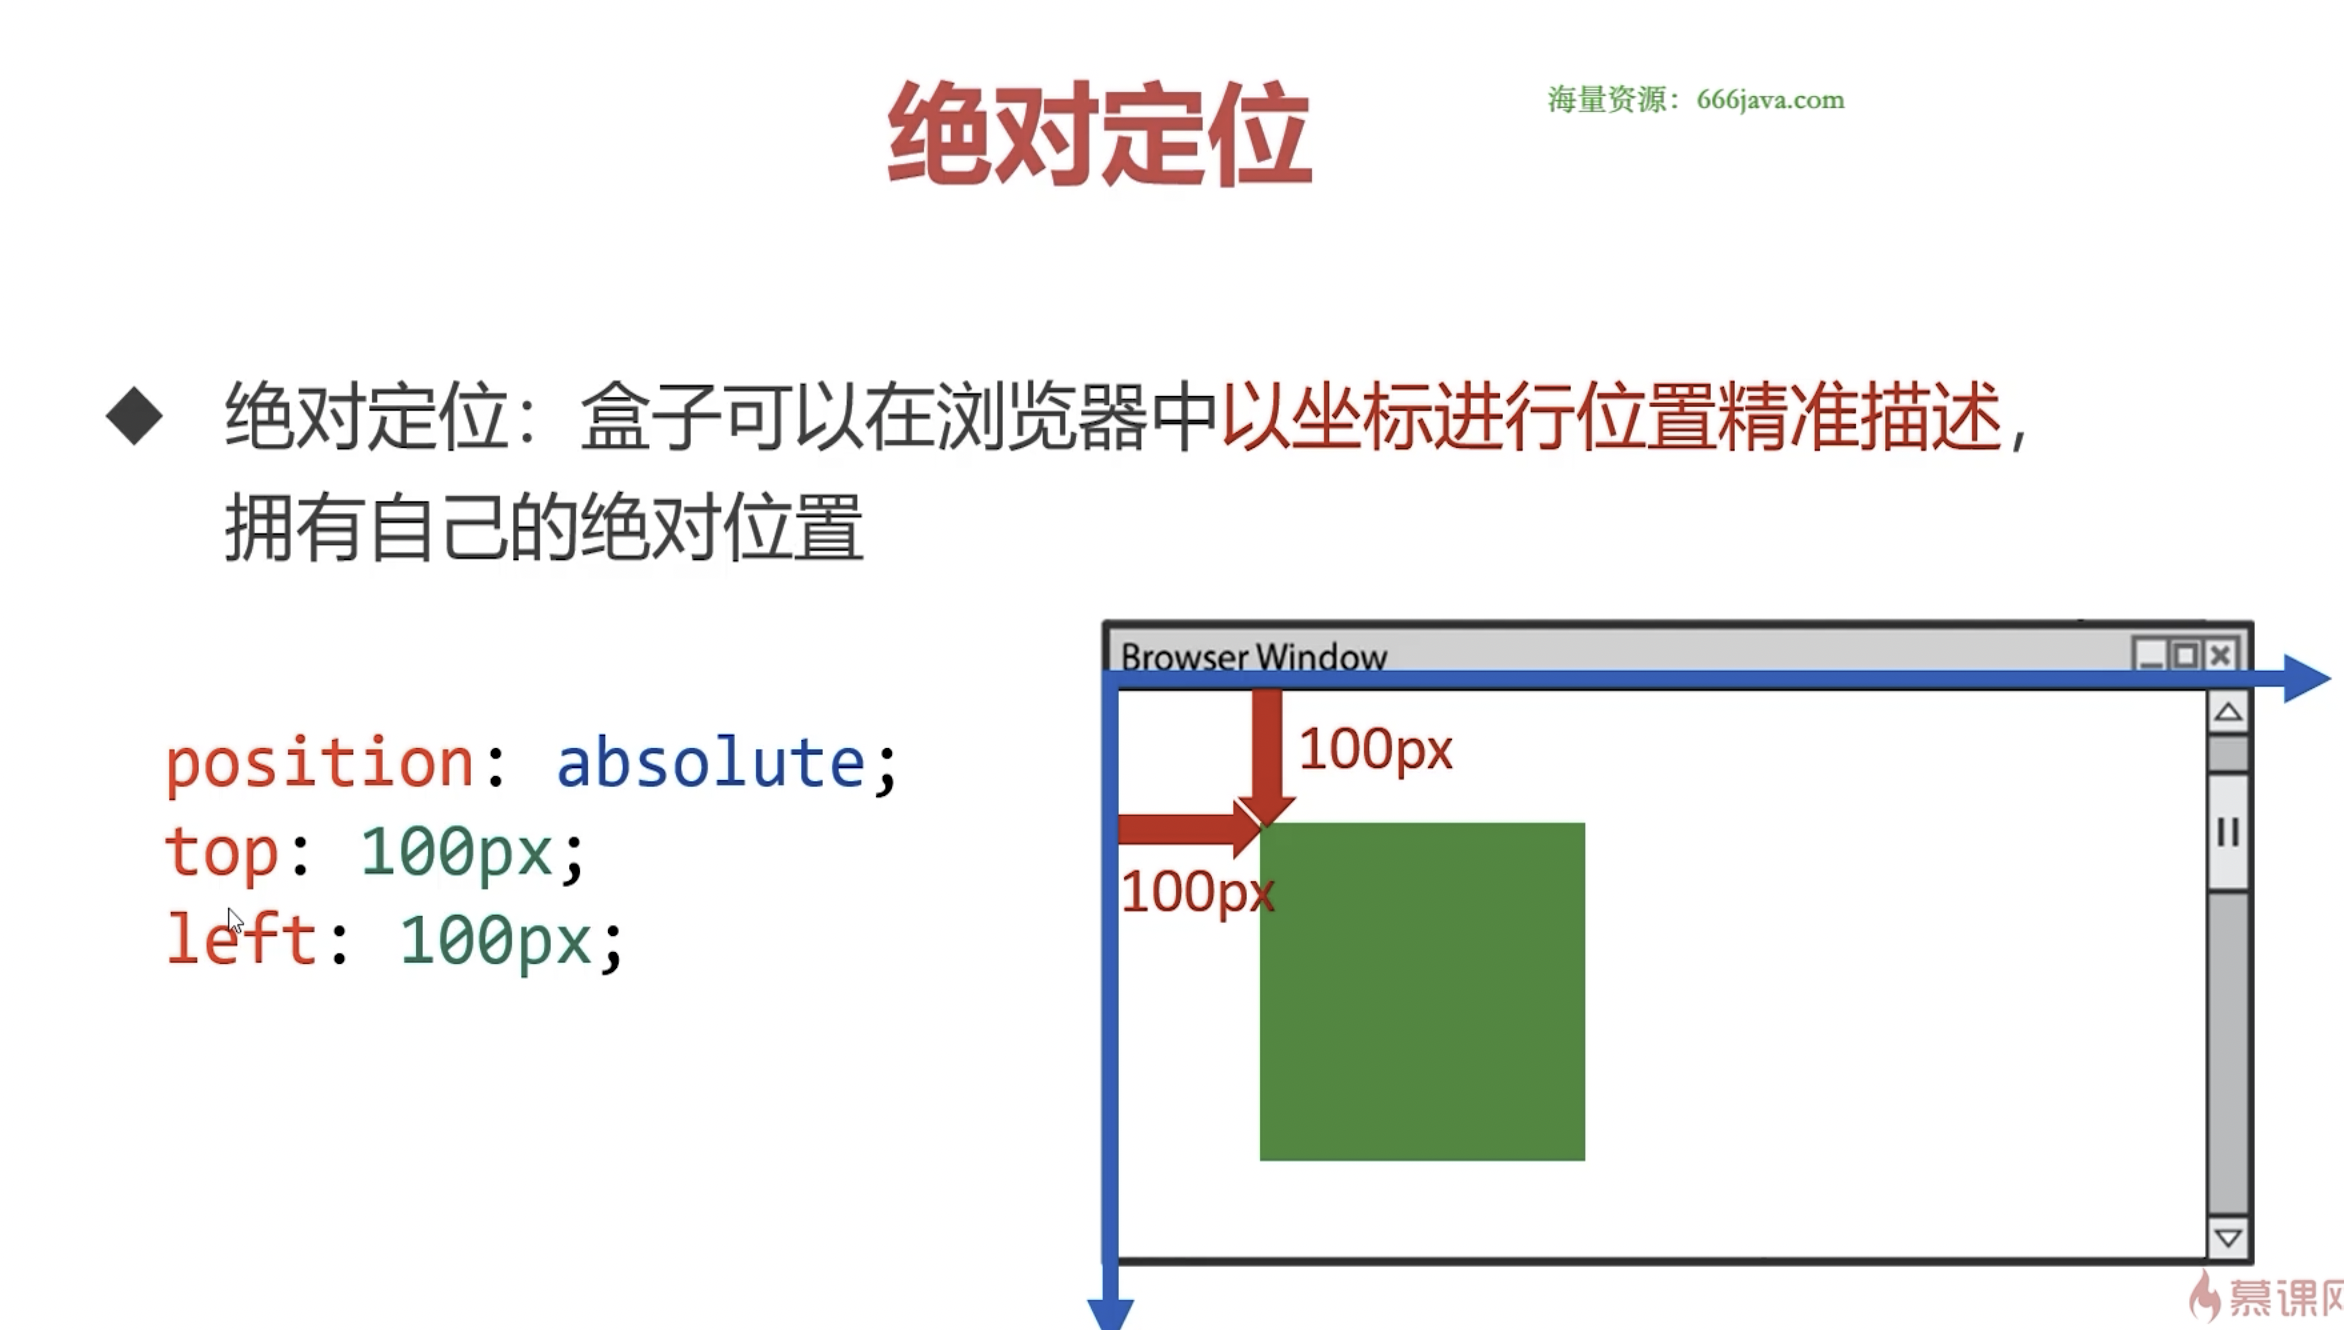 绝对定位
海量资源：666java.com
绝对定位：盒子可以在浏览器中以坐标进行位置精准描述，
拥有自己的绝对位置
position: absolute;
top: 100px;
left: 100px;
Browser Window
100px
100px
慕课网